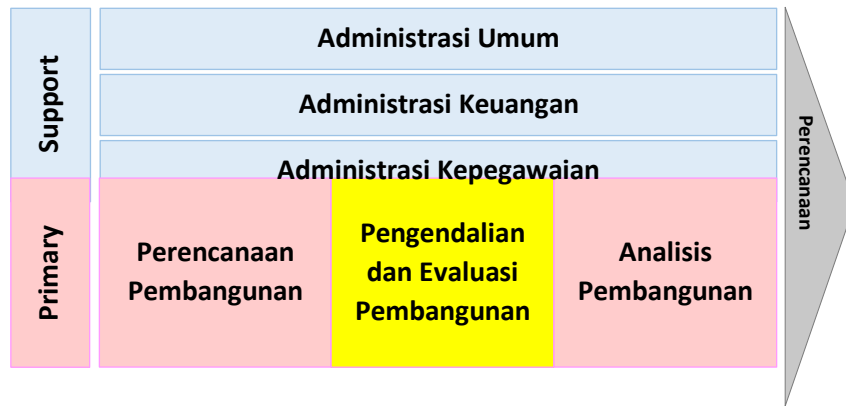 Support
Administrasi Umum
Administrasi Keuangan
Administrasi Kepegawaian
Primary
Perencanaan
Pembangunan
Pengendalian
dan Evaluasi
Pembangunan
Analisis
Pembangunan
Perencanaan